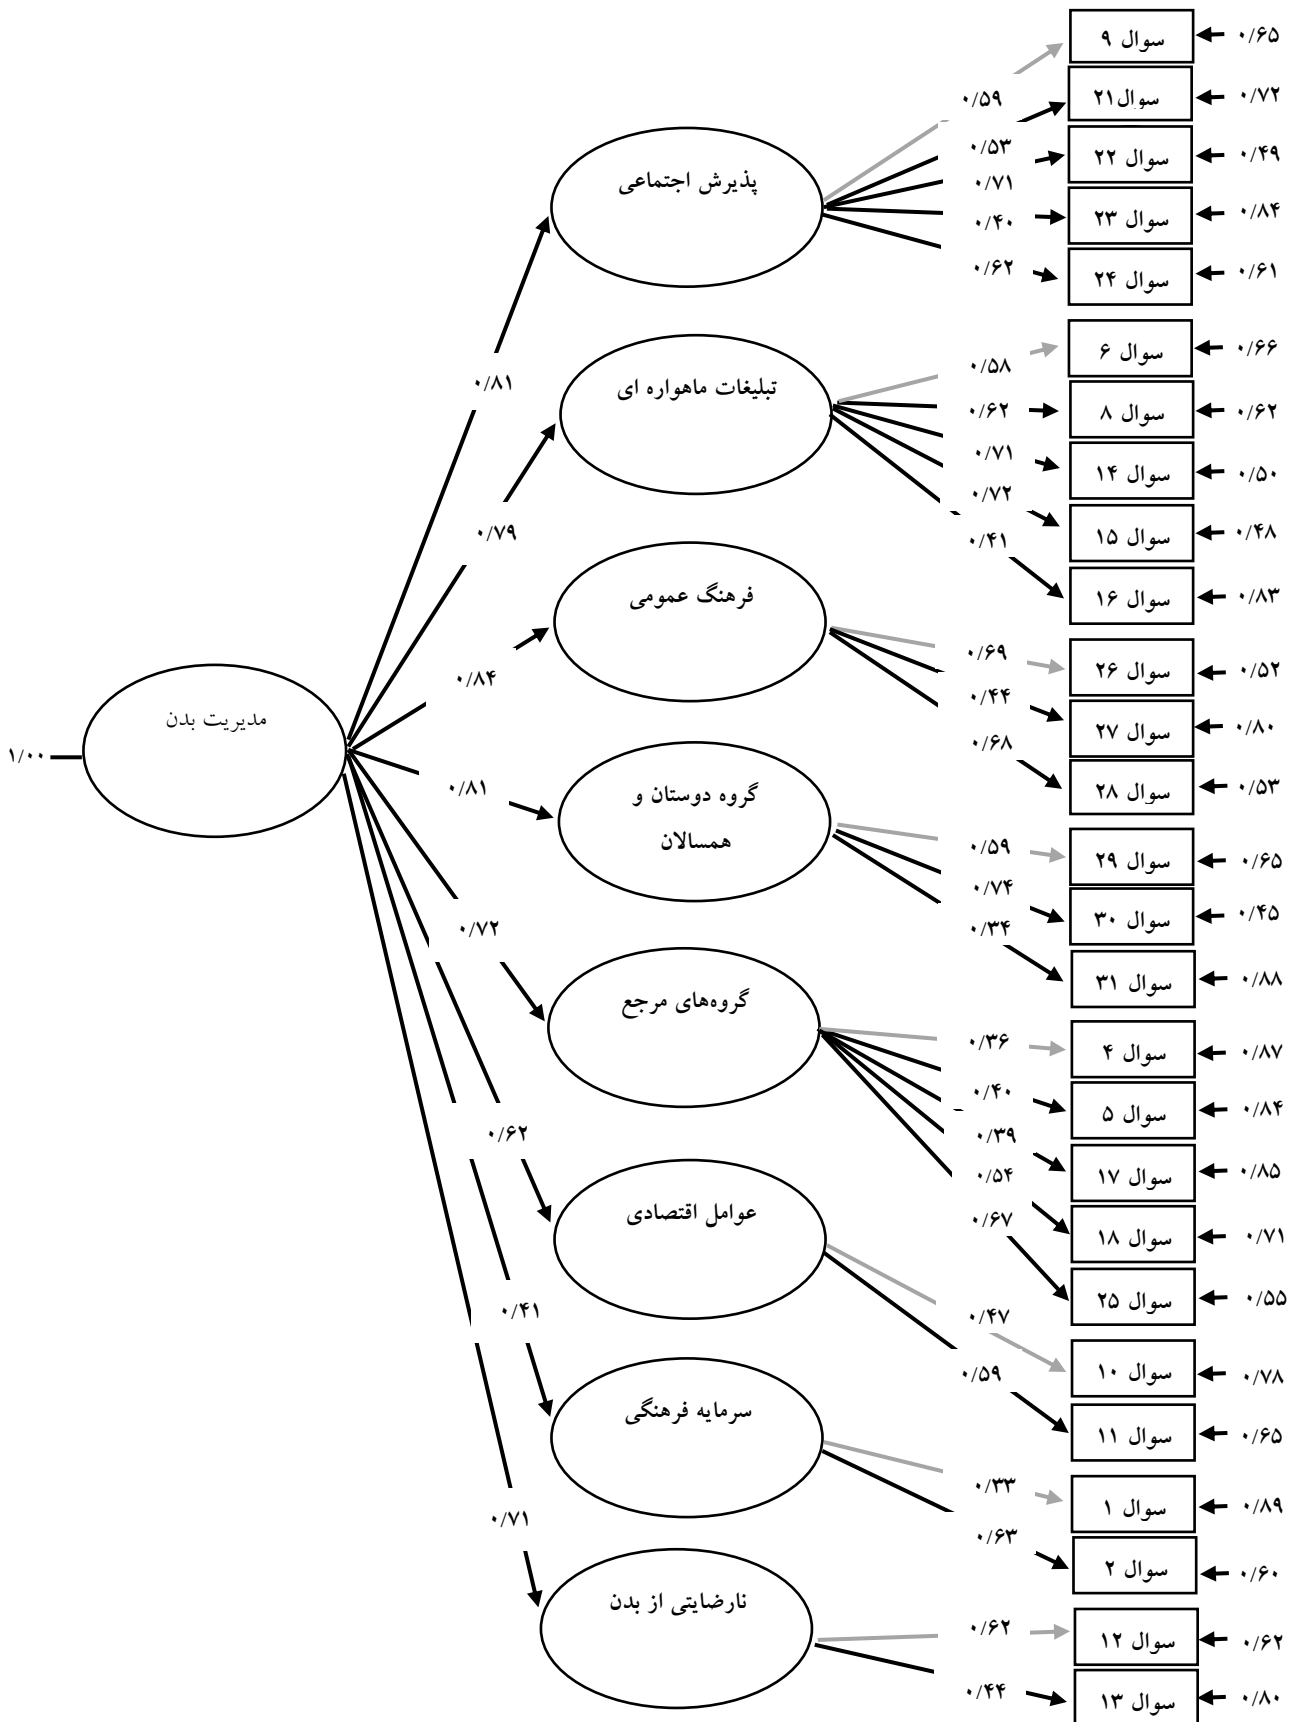 سوال ۹
۰/۶۵
۰/۵۹
سوال۲۱
۰/۷۲
۰/۵۳
سوال ۲۲
۰/۴۹
پذیرش اجتماعی
۰/۷۱
سوال ۲۳
۰/۸۴
۰/۴۰
سوال ۲۴
۰/۶۱
۰/۶۲
سوال ۶
۰/۶۶
۰/۵۸
۰/۸۱
تبلیغات ماهواره ای
سوال ۸
۰/۶۲
۰/۶۲
سوال ۱۴
۰/۵۰
۰/۷۱
۰/۷۲
سوال ۱۵
۰/۴۸
۰/۷۹
۰/۴۱
سوال ۱۶
۰/۸۳
فرهنگ عمومی
۰/۶۹
سوال ۲۶
۰/۵۲
۰/۸۴
۰/۴۴
سوال ۲۷
۰/۸۰
مدیریت بدن
۱/۰۰
۰/۶۸
سوال ۲۸
۰/۵۳
۰/۸۱
گروه دوستان و
همسالان
۰/۵۹
سوال ۲۹
۰/۶۵
۰/۷۴
سوال ۳۰
۰/۴۵
۰/۷۲
۰/۳۴
سوال ۳۱
۰/۸۸
گروه‌های مرجع
۰/۳۶
سوال ۴
۰/۸۷
۰/۴۰
سوال ۵
۰/۸۴
۰/۶۲
۰/۳۹
سوال ۱۷
۰/۸۵
۰/۵۴
عوامل اقتصادی
۰/۶۷
سوال ۱۸
۰/۷۱
سوال ۲۵
۰/۵۵
۰/۴۱
۰/۴۷
سوال ۱۰
۰/۷۸
۰/۵۹
سرمایه فرهنگی
سوال ۱۱
۰/۶۵
۰/۳۳
سوال ۱
۰/۸۹
۰/۷۱
۰/۶۳
سوال ۲
۰/۶۰
نارضایتی از بدن
۰/۶۲
سوال ۱۲
۰/۶۲
۰/۴۴
سوال ۱۳
۰/۸۰